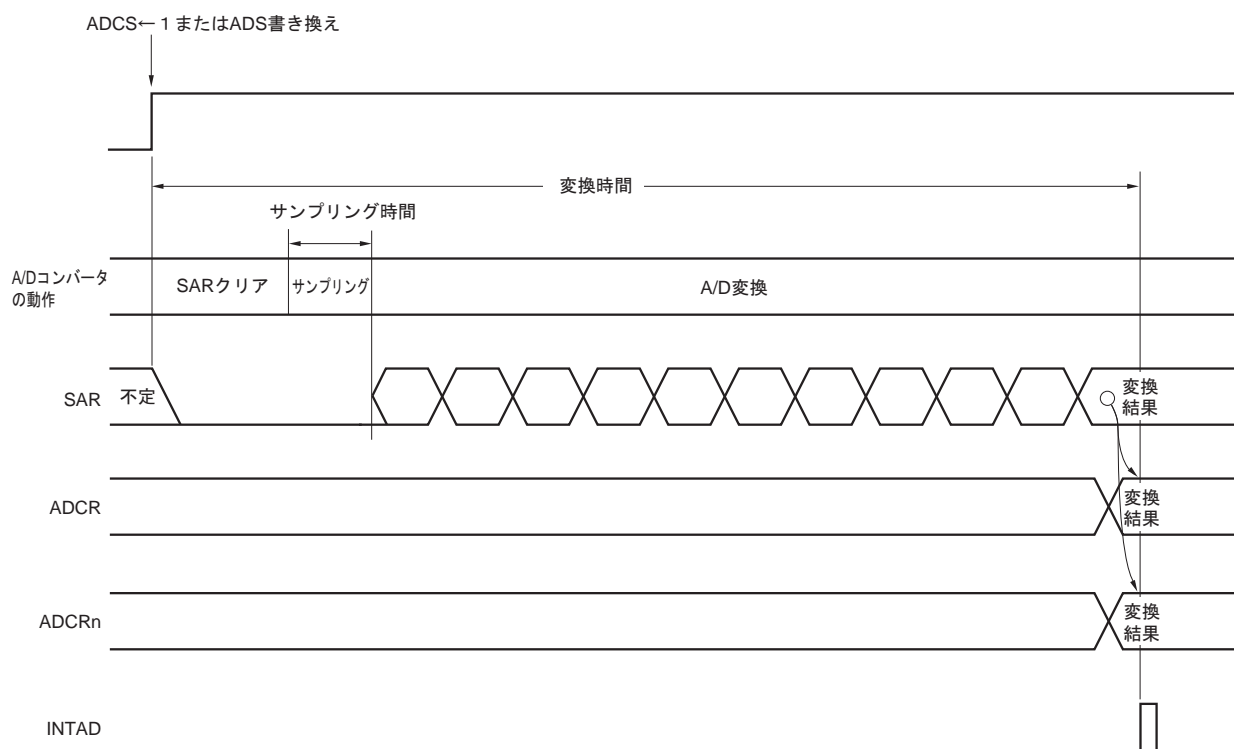 ADCS←１またはADS書き換え
変換時間
サンプリング時間
A/Dコンバータ
の動作
SARクリア
サンプリング
A/D変換
SAR
不定
変換
結果
ADCR
変換
結果
ADCRn
変換
結果
INTAD